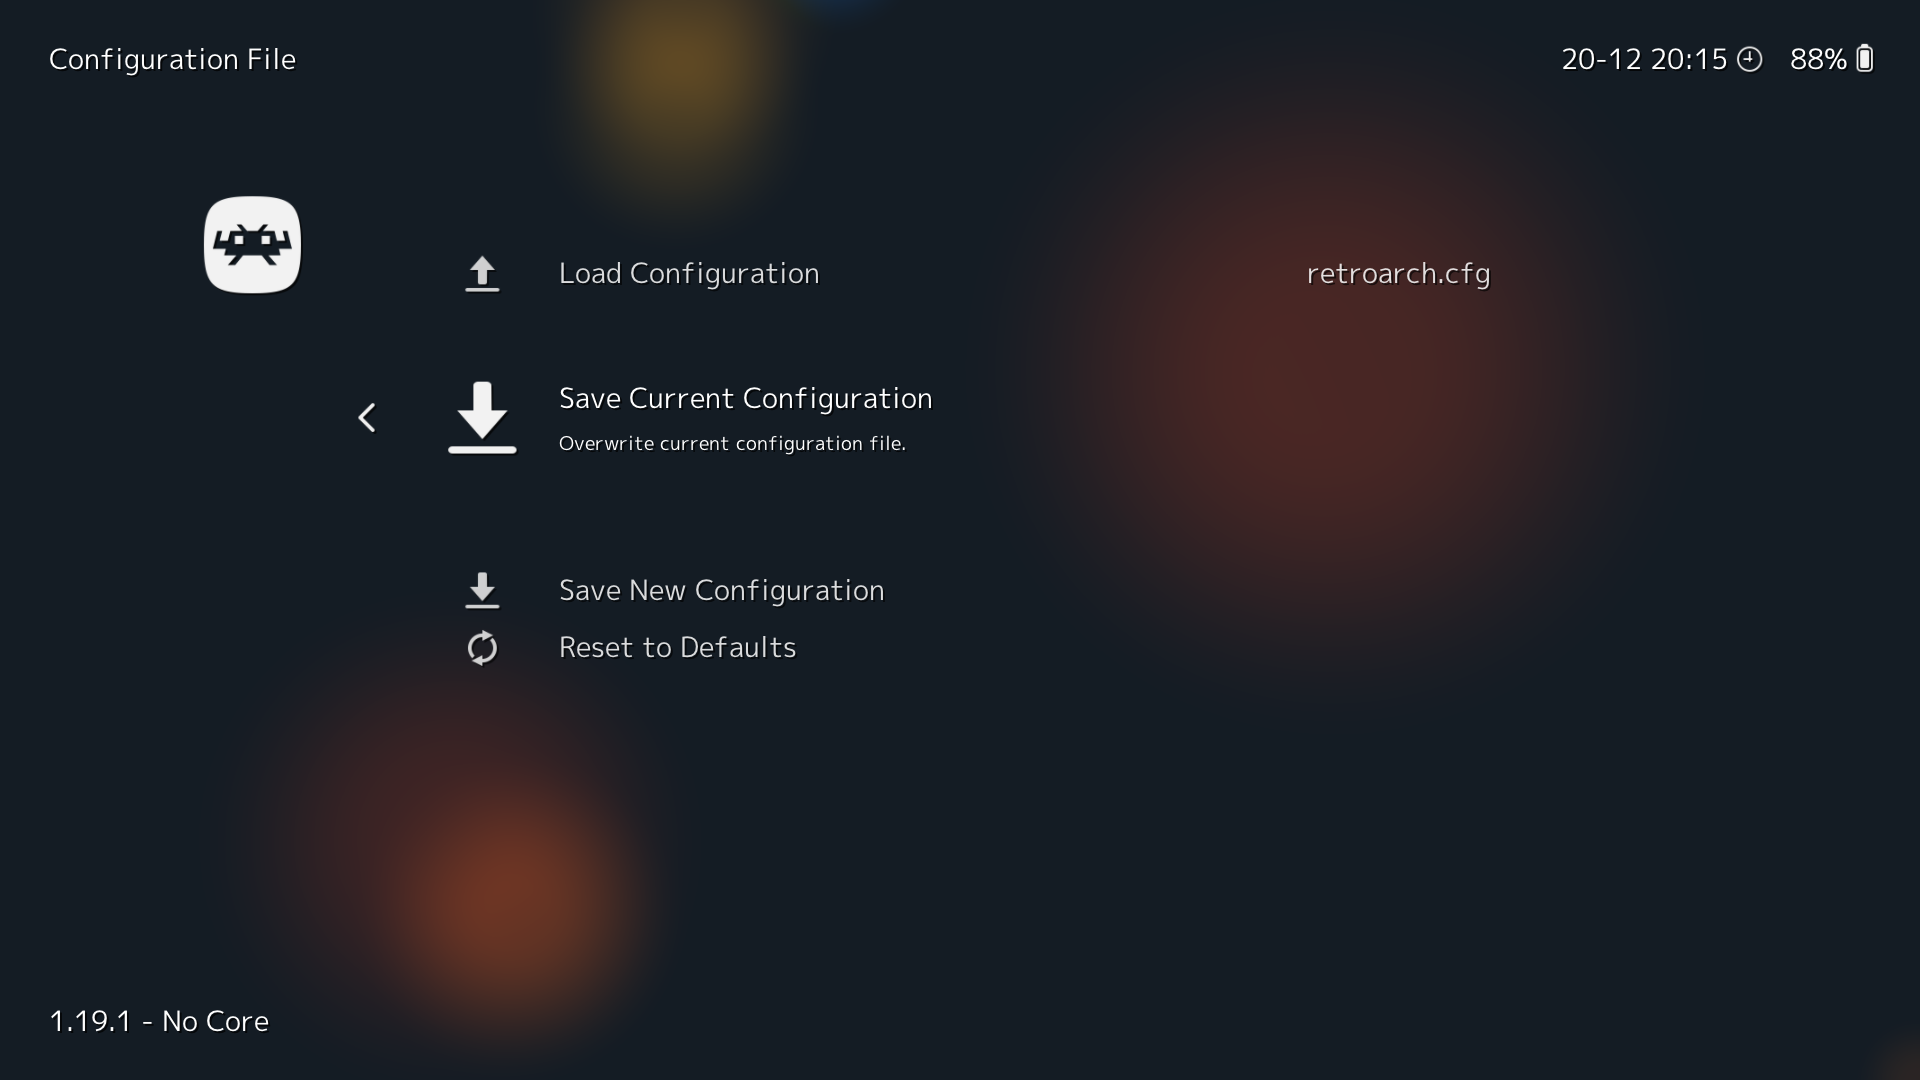 Configuration File
20-12 20:15
88%
Load Configuration
retroarch.cfg
Save Current Configuration
Overwrite current configuration file.
Save New Configuration
Reset to Defaults
1.19.1 - No Core